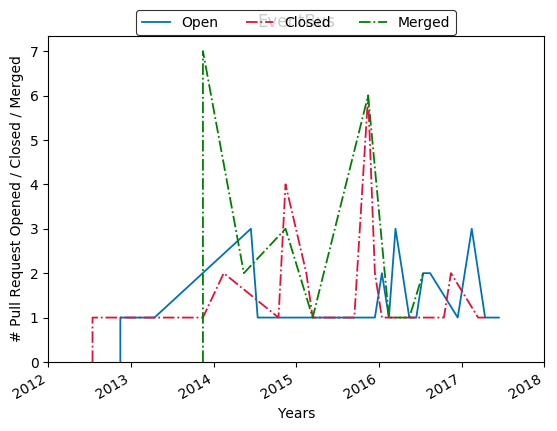 EventBus
Open Closed Merged
# Pull Request Opened / Closed / Merged
7
6
5
4
3
2
1
0
2012 2013 2014 2015 2016 2017 2018
Years